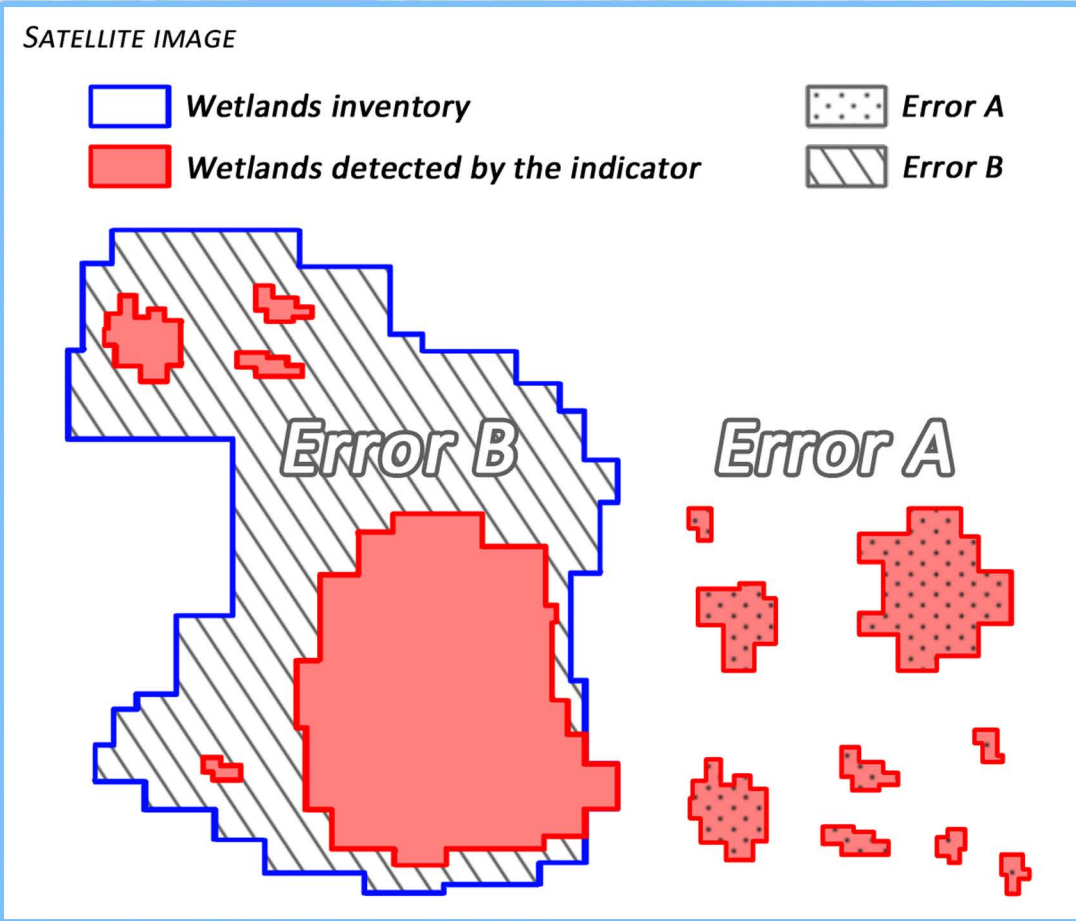 SATELLITE IMAGE
Wetlands inventory
Wetlands detected by the indicator
Error A
Error B
Error B
Error A